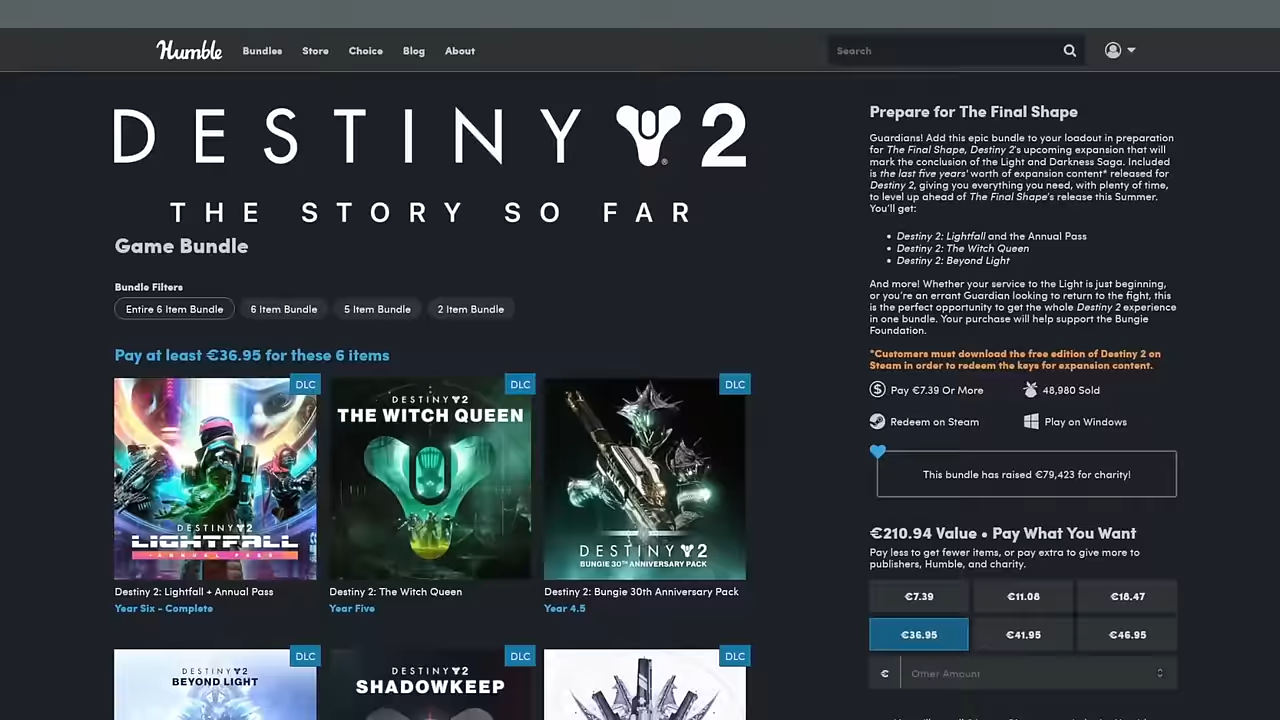 Humble Bundles Store Choice Blog About Search
DESTINY 2
THE STORY SO FAR
Game Bundle
Bundle Filters
Entire 6 Item Bundle 6 Item Bundle 5 Item Bundle 2 Item Bundle
Pay at least €36.95 for these 6 items
DLC
DESTINY 2
LIGHTFALL
+ ANNUAL PASS
Destiny 2: Lightfall + Annual Pass
Year Six - Complete
DLC
DESTINY 2
THE WITCH QUEEN
Destiny 2: The Witch Queen
Year Five
DLC
DESTINY 2
BUNGIE 30TH ANNIVERSARY PACK
Destiny 2: Bungie 30th Anniversary Pack
Year 4.5
DLC
DESTINY 2
BEYOND LIGHT
DLC
DESTINY 2
SHADOWKEEP
DLC
Prepare for The Final Shape
Guardians! Add this epic bundle to your loadout in preparation
for The Final Shape, Destiny 2's upcoming expansion that will
mark the conclusion of the Light and Darkness Saga. Included
is the last five years' worth of expansion content* released for
Destiny 2, giving you everything you need, with plenty of time,
to level up ahead of The Final Shape's release this Summer.
You'll get:
• Destiny 2: Lightfall and the Annual Pass
• Destiny 2: The Witch Queen
• Destiny 2: Beyond Light
And more! Whether your service to the Light is just beginning,
or you're an errant Guardian looking to return to the fight, this
is the perfect opportunity to get the whole Destiny 2 experience
in one bundle. Your purchase will help support the Bungie
Foundation.
*Customers must download the free edition of Destiny 2 on
Steam in order to redeem the keys for expansion content.
Pay €7.39 Or More 48,980 Sold
Redeem on Steam Play on Windows
This bundle has raised €79,423 for charity!
€210.94 Value • Pay What You Want
Pay less to get fewer items, or pay extra to give more to
publishers, Humble, and charity.
€7.39 €11.08 €18.47
€36.95 €41.95 €46.95
€ Other Amount